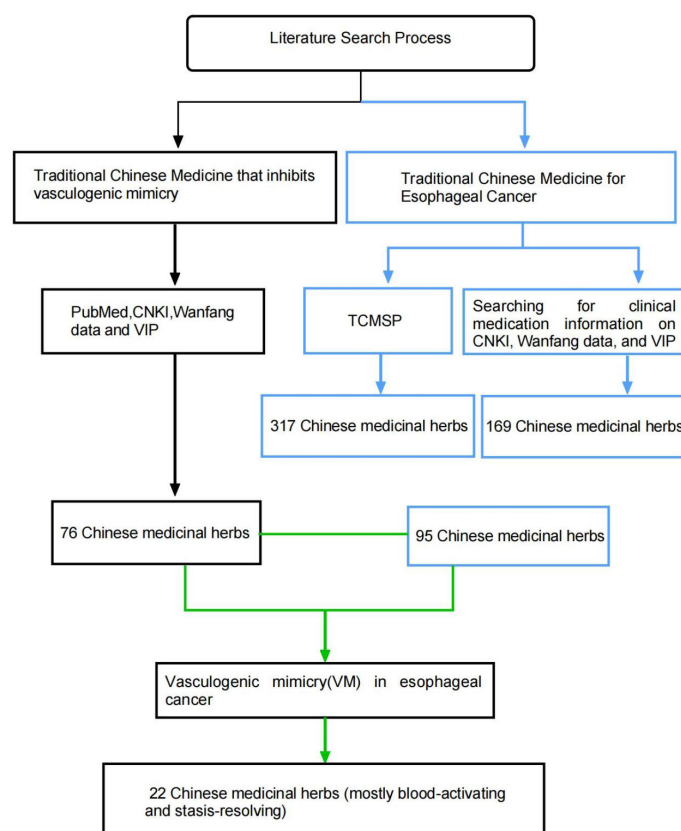 Literature Search Process
Traditional Chinese Medicine that inhibits
vasculogenic mimicry
Traditional Chinese Medicine for
Esophageal Cancer
PubMed,CNKI,Wanfang
data and VIP
TCMSP
Searching for clinical
medication information on
CNKI, Wanfang data, and VIP
317 Chinese medicinal herbs
169 Chinese medicinal herbs
76 Chinese medicinal herbs
95 Chinese medicinal herbs
Vasculogenic mimicry(VM) in esophageal
cancer
22 Chinese medicinal herbs (mostly blood-activating
and stasis-resolving)